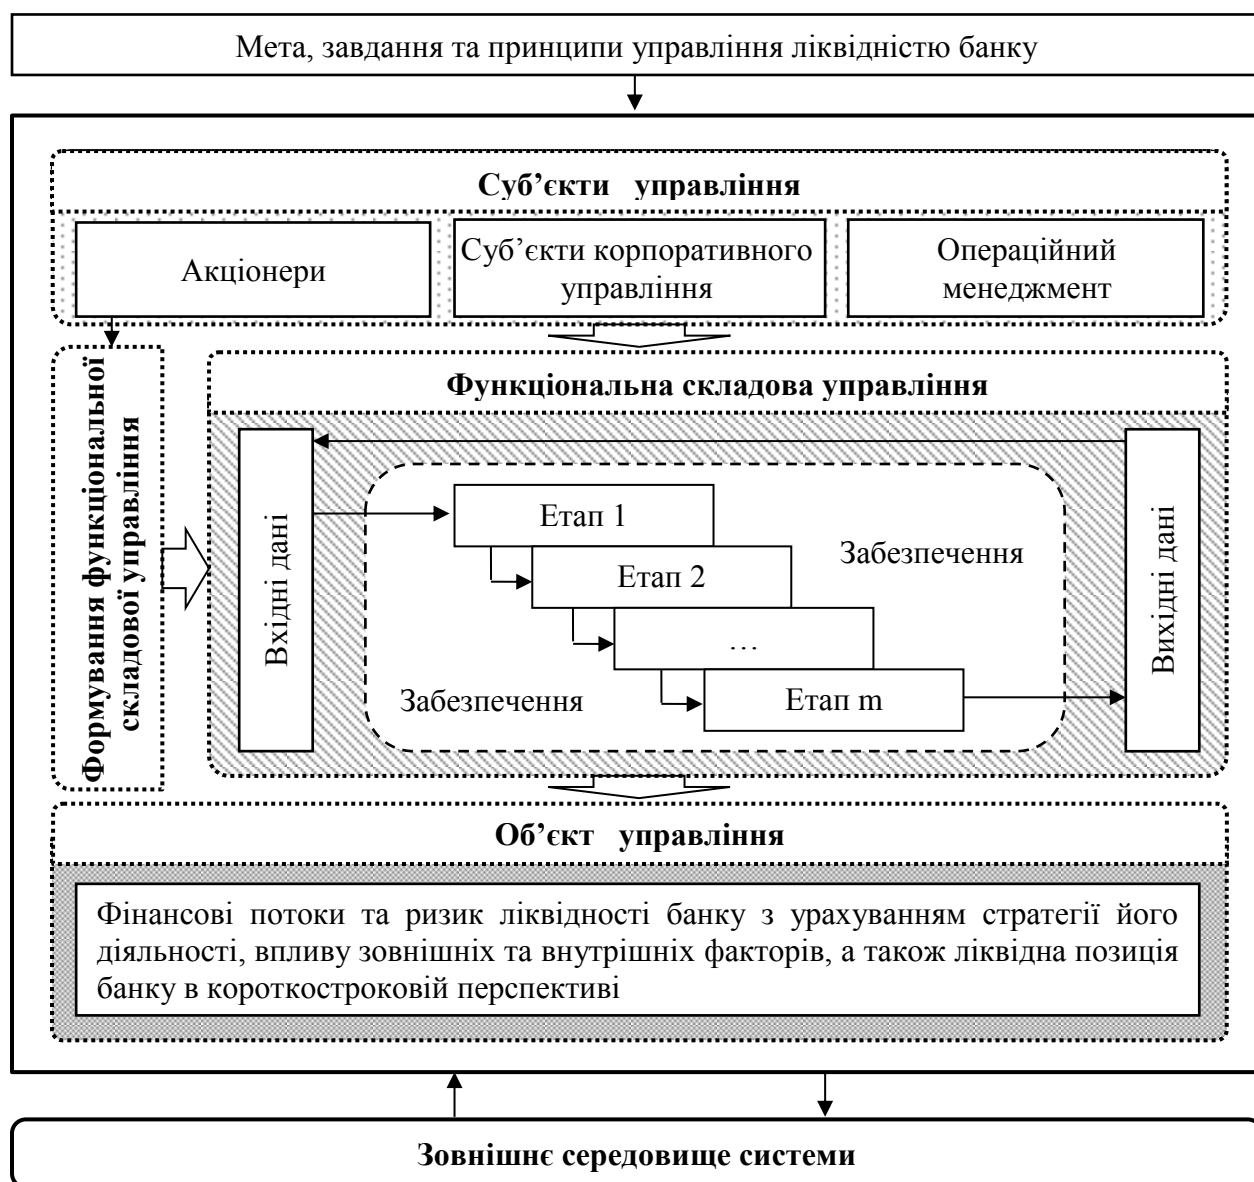 Мета, завдання та принципи управління ліквідністю банку
Суб’єкти управління
Акціонери
Суб’єкти корпоративного
управління
Операційний
менеджмент
Формування функціональної
складової управління
Функціональна складова управління
Вхідні дані
Етап 1
Етап 2
…
Етап m
Забезпечення
Забезпечення
Вихідні дані
Об’єкт управління
Фінансові потоки та ризик ліквідності банку з урахуванням стратегії його
діяльності, впливу зовнішніх та внутрішніх факторів, а також ліквідна позиція
банку в короткостроковій перспективі
Зовнішнє середовище системи